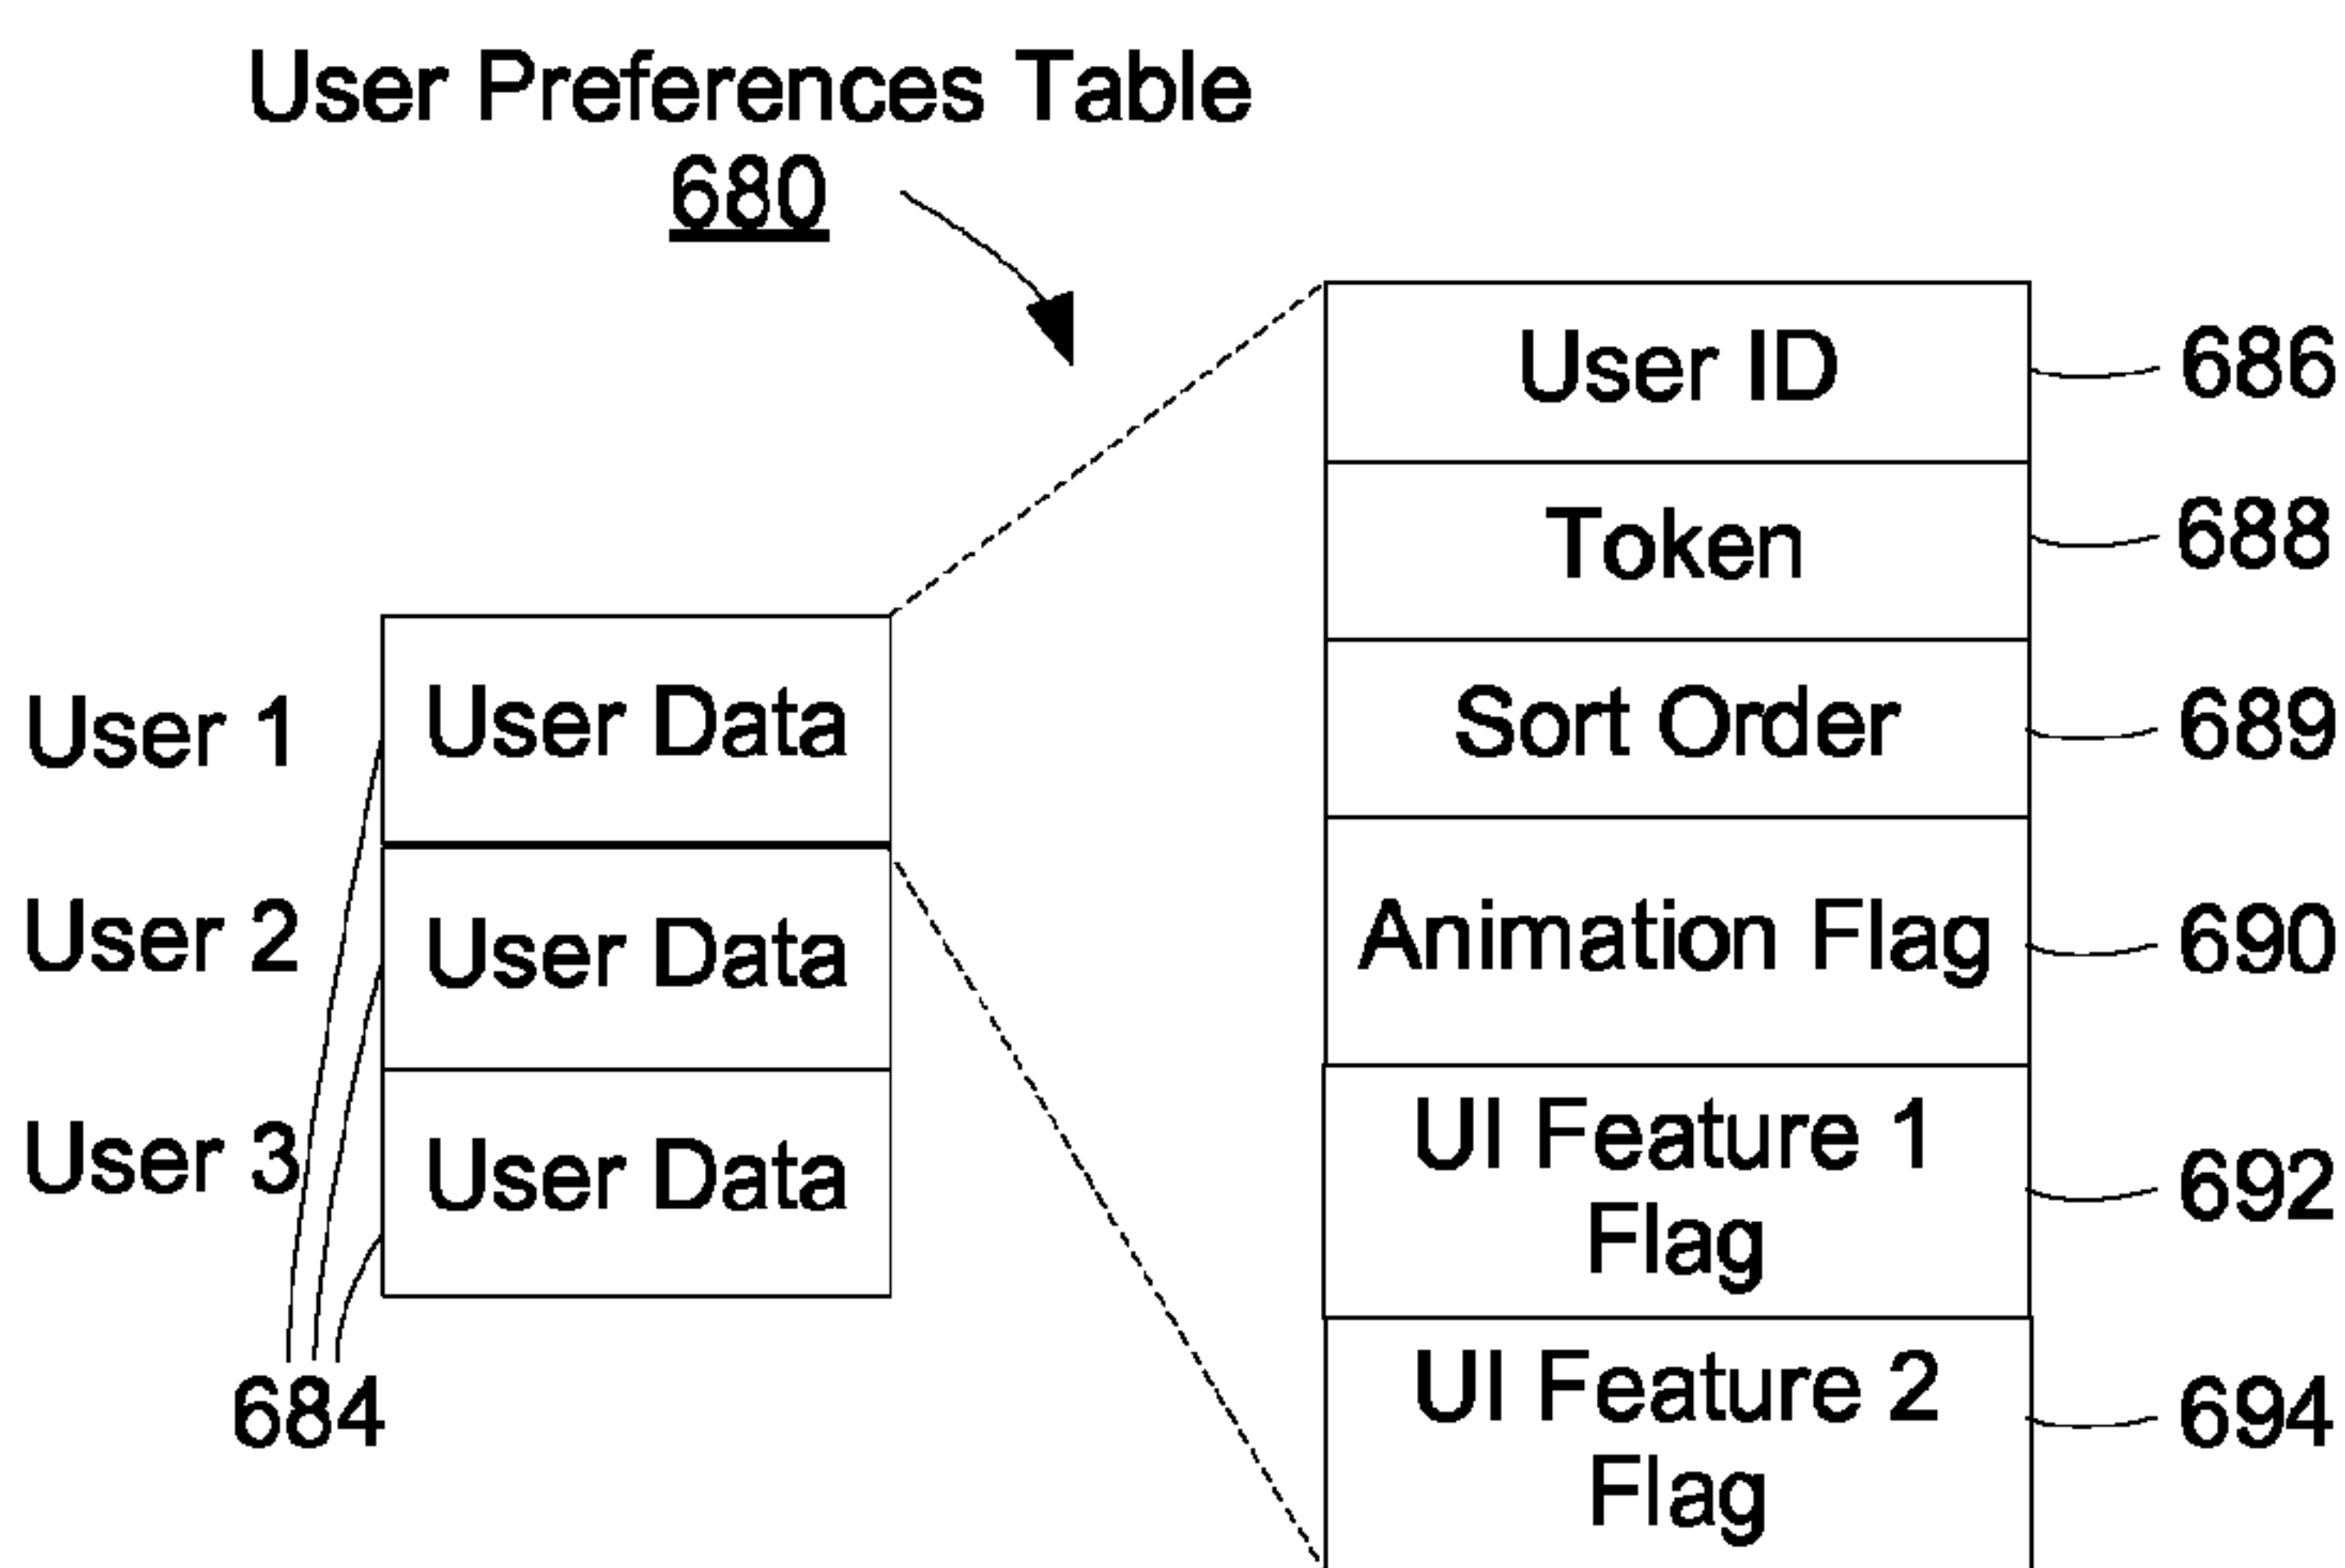 User Preferences Table
680
User 1
User Data
User 2
User Data
User 3
User Data
684
User ID
686
Token
688
Sort Order
689
Animation Flag
690
UI Feature 1
Flag
692
UI Feature 2
Flag
694